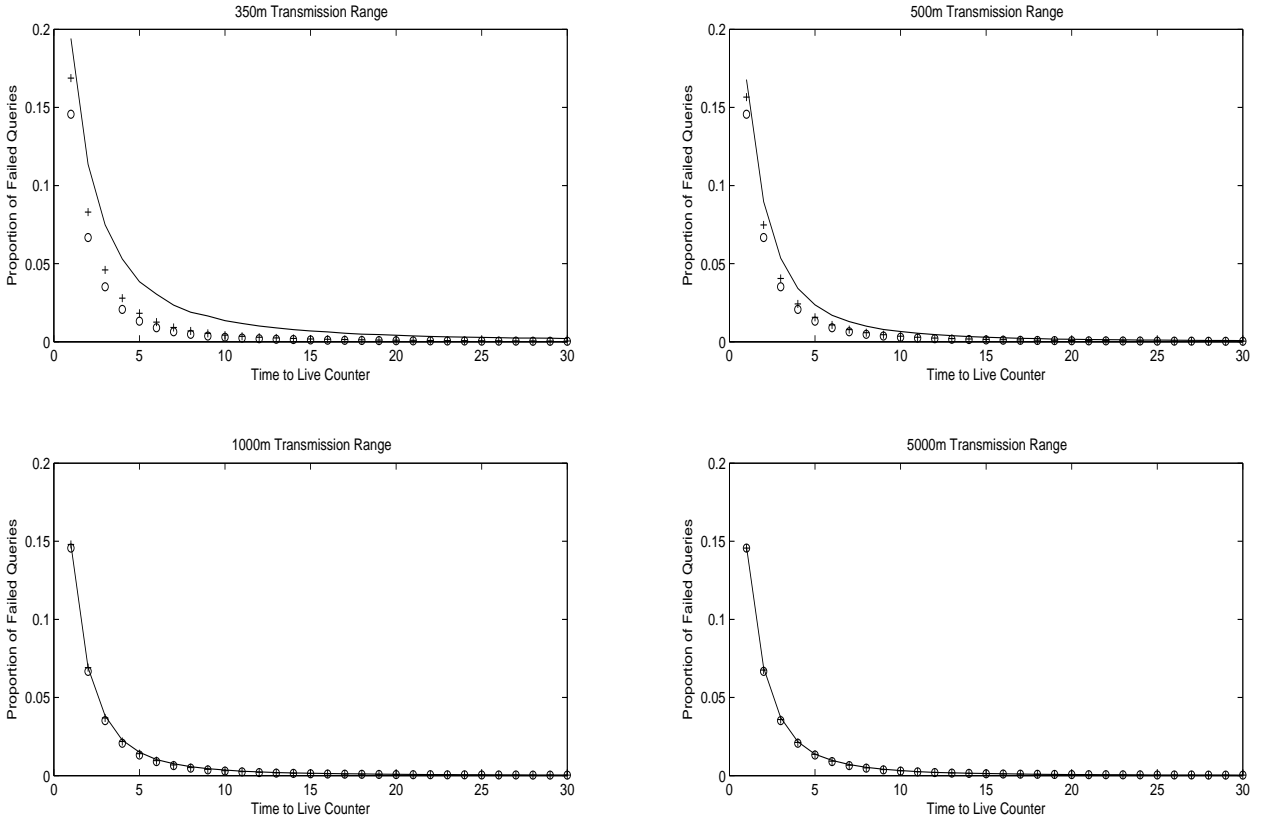 350m Transmission Range
0.2
0.15
0.1
0.05
0
Proportion of Failed Queries
0 5 10 15 20 25 30
Time to Live Counter
500m Transmission Range
0.2
0.15
0.1
0.05
0
Proportion of Failed Queries
0 5 10 15 20 25 30
Time to Live Counter
1000m Transmission Range
0.2
0.15
0.1
0.05
0
Proportion of Failed Queries
0 5 10 15 20 25 30
Time to Live Counter
5000m Transmission Range
0.2
0.15
0.1
0.05
0
Proportion of Failed Queries
0 5 10 15 20 25 30
Time to Live Counter